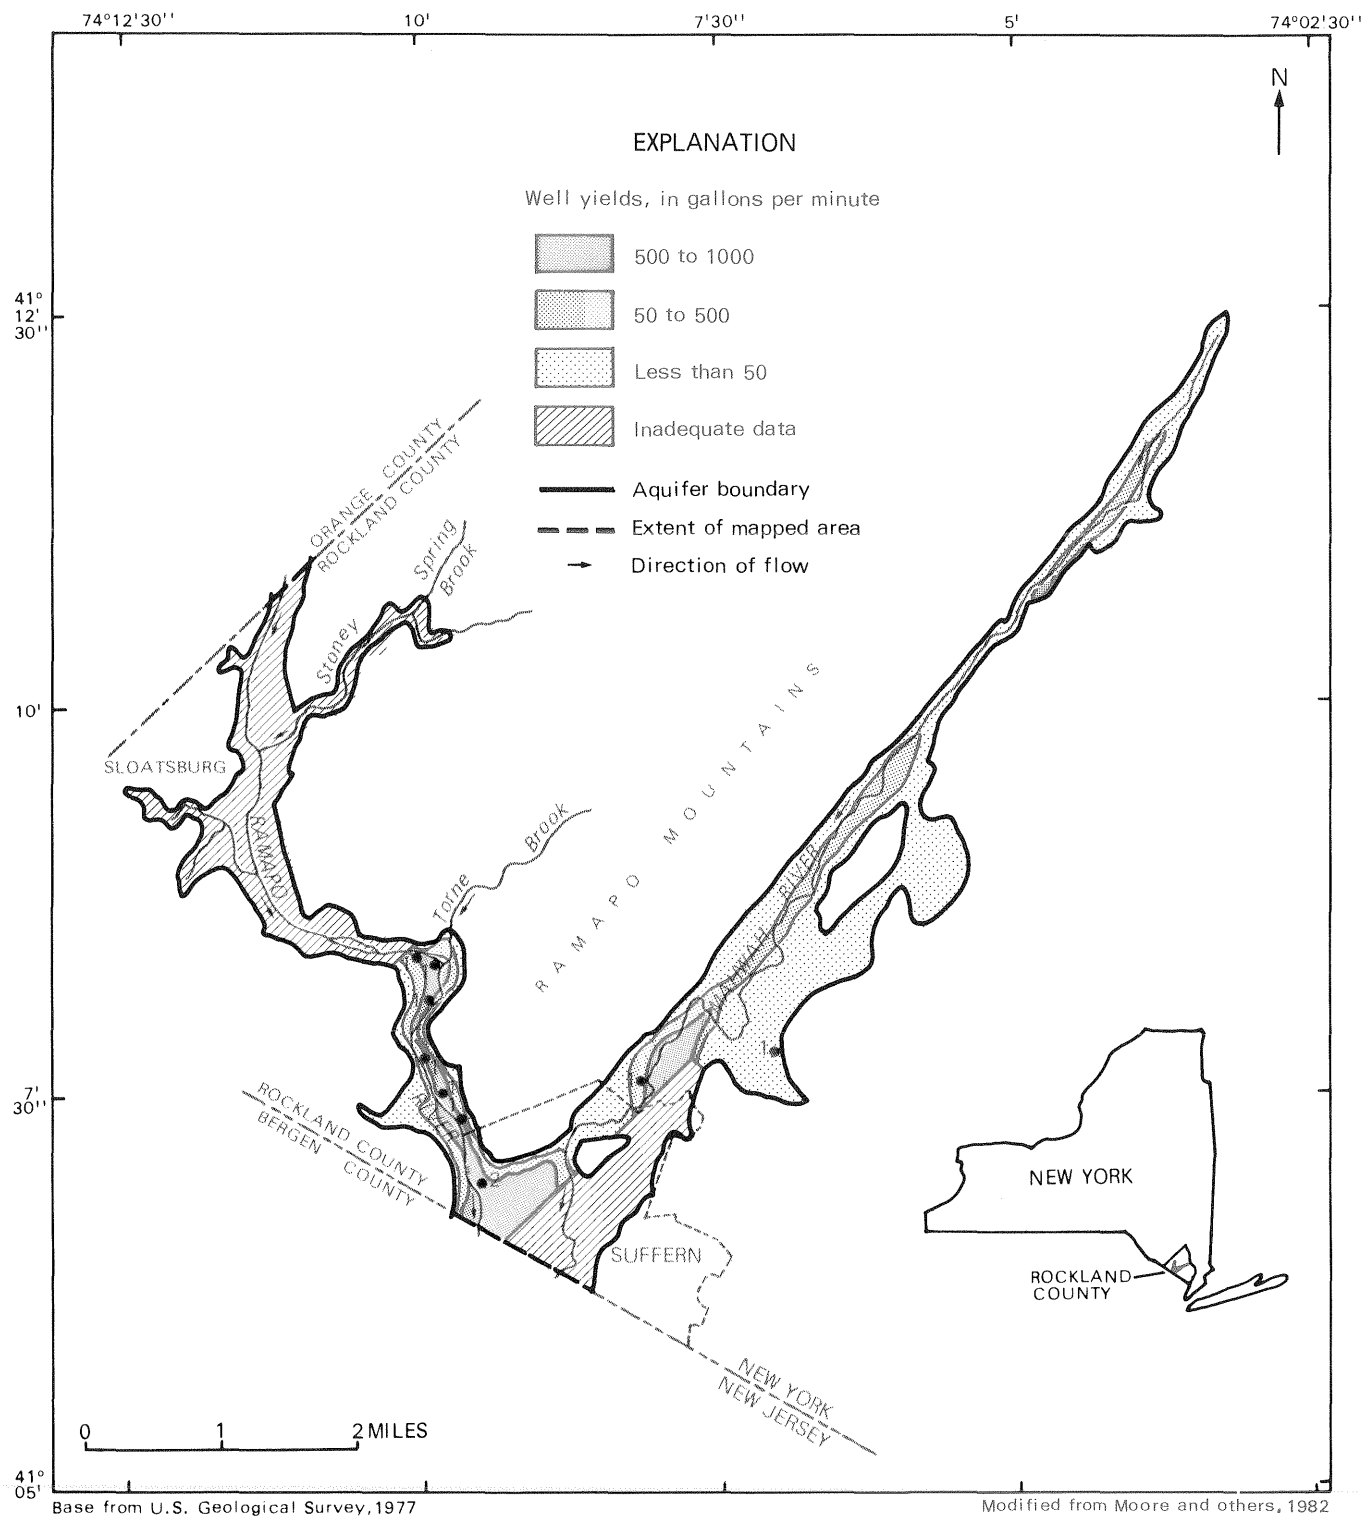 74°12'30''
10'
7'30''
5'
74°02'30''
N
EXPLANATION
Well yields, in gallons per minute
500 to 1000
50 to 500
Less than 50
Inadequate data
Aquifer boundary
Extent of mapped area
Direction of flow
41°
12'
30''
ORANGE COUNTY
ROCKLAND COUNTY
Spring
Brook
Stoney
10'
SLOATSBURG
RAMAPO
RAMAPO MOUNTAINS
Torne
Brook
MAHWAH RIVER
1
7'
30''
RIVER
2
ROCKLAND COUNTY
BERGEN COUNTY
SUFFERN
NEW YORK
ROCKLAND
COUNTY
NEW YORK
NEW JERSEY
0 1 2 MILES
41°
05'
Base from U.S. Geological Survey, 1977
Modified from Moore and others, 1982